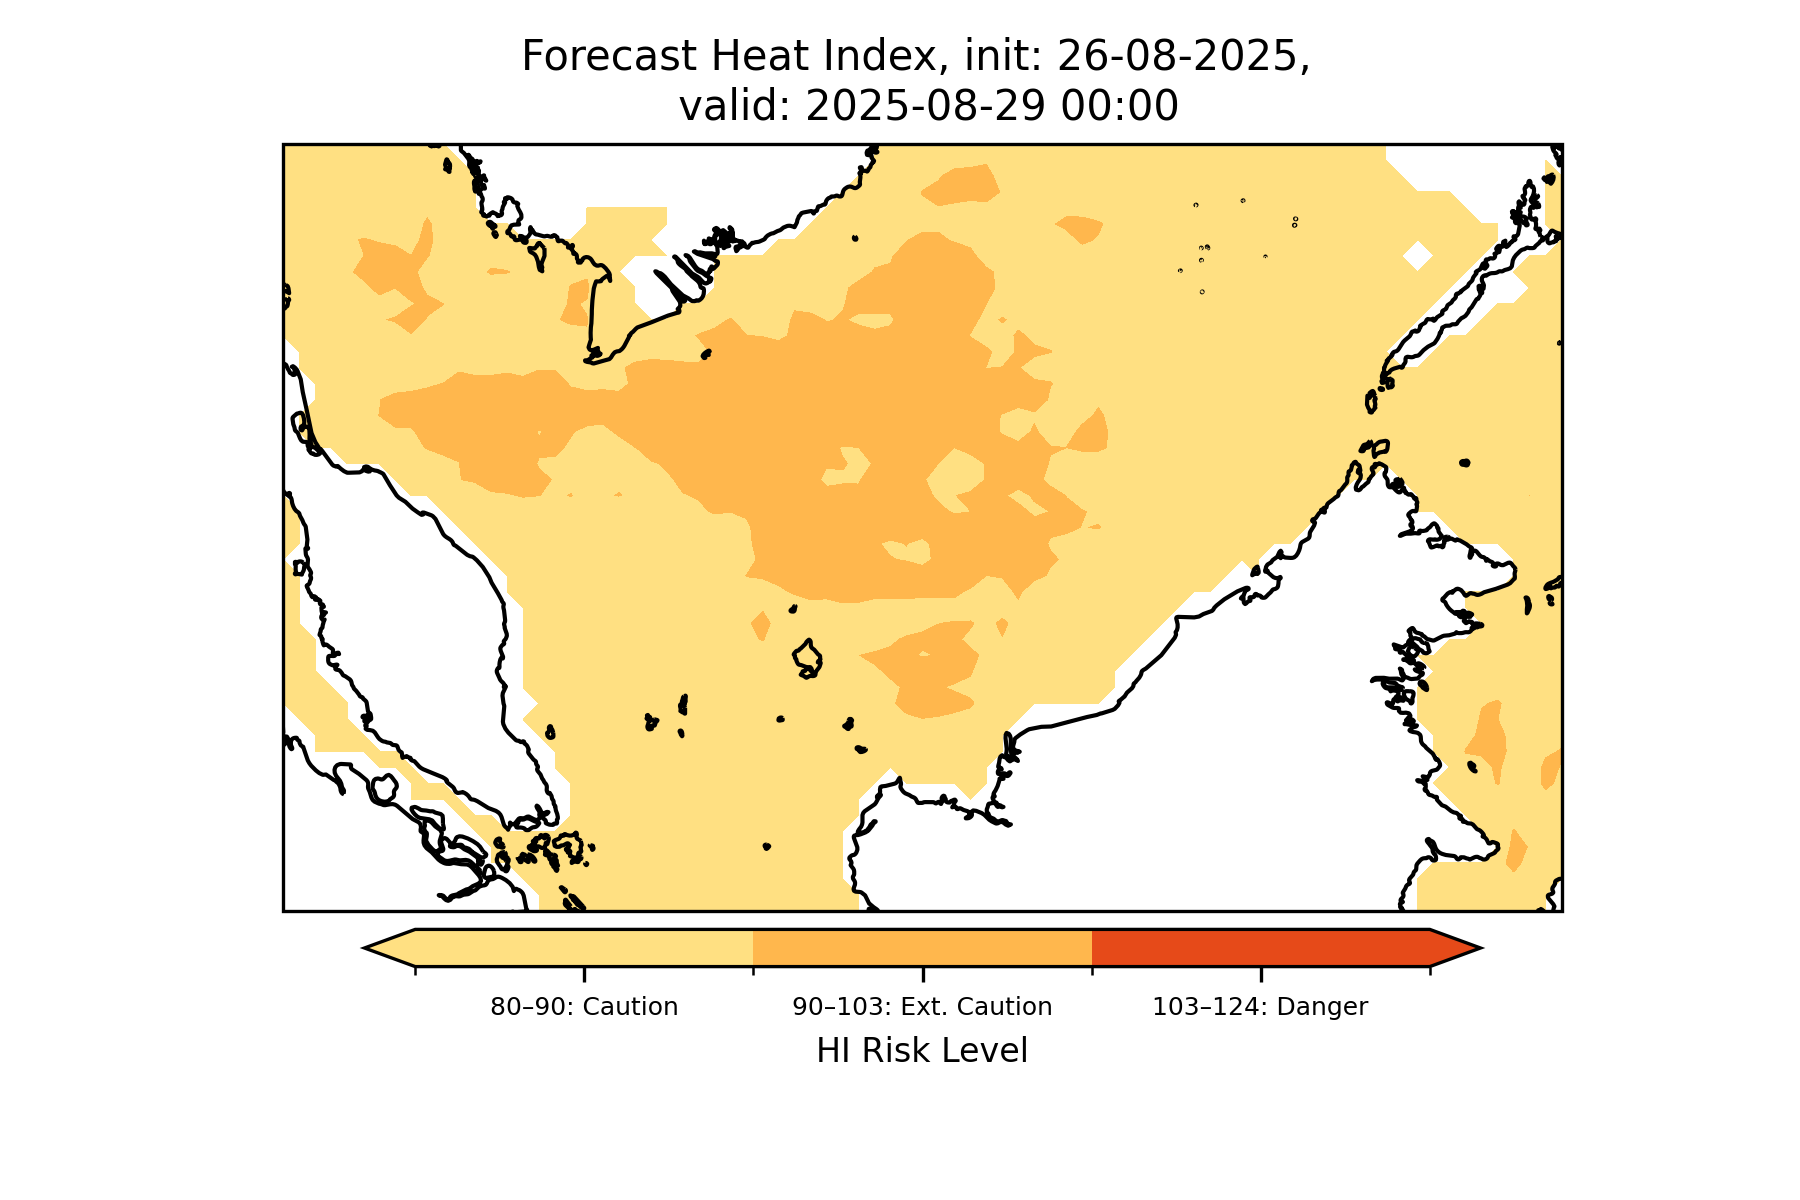 Forecast Heat Index, init: 26-08-2025,
valid: 2025-08-29 00:00
80–90: Caution
90–103: Ext. Caution
103–124: Danger
HI Risk Level